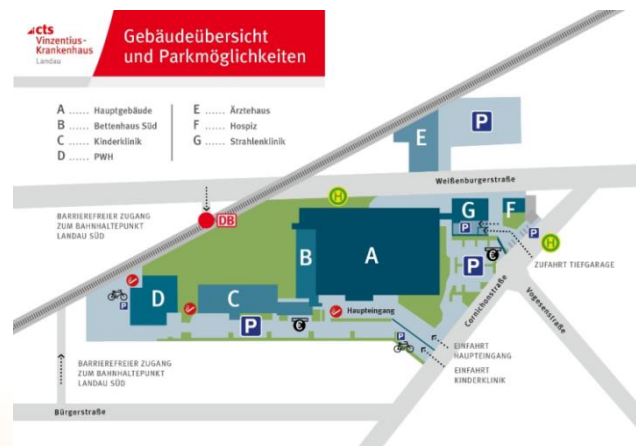 cts
Vinzentius-
Krankenhaus
Landau
Gebäudeübersicht
und Parkmöglichkeiten
A ...... Hauptgebäude
B ...... Bettenhaus Süd
C ...... Kinderklinik
D ...... PWH
E ...... Ärztehaus
F ...... Hospiz
G ...... Strahlenklinik
E
P
Weißenburgerstraße
BARRIEREFREIER ZUGANG
ZUM BAHNHALTEPUNKT
LANDAU SÜD
DB
H
G
F
P
P
H
ZUFAHRT TIEFGARAGE
A
B
P
€
C
D
P
Haupteingang
P
€
P
Cornichonstraße
Vogesenstraße
EINFAHRT
HAUPTEINGANG
EINFAHRT
KINDERKLINIK
BARRIEREFREIER ZUGANG
ZUM BAHNHALTEPUNKT
LANDAU SÜD
Bürgerstraße